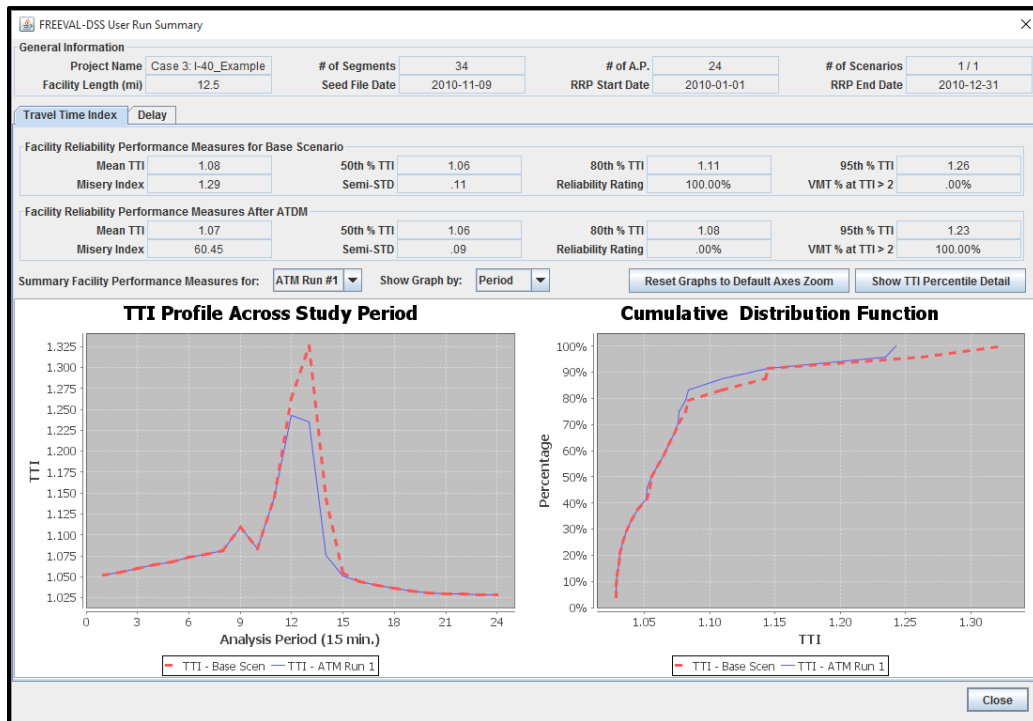 FREEVAL-DSS User Run Summary
General Information
Project Name Case 3: I-40_Example # of Segments 34 # of A.P. 24 # of Scenarios 1 / 1
Facility Length (mi) 12.5 Seed File Date 2010-11-09 RRP Start Date 2010-01-01 RRP End Date 2010-12-31
Travel Time Index Delay
Facility Reliability Performance Measures for Base Scenario
Mean TTI 1.08 50th % TTI 1.06 80th % TTI 1.11 95th % TTI 1.26
Misery Index 1.29 Semi-STD .11 Reliability Rating 100.00% VMT % at TTI > 2 .00%
Facility Reliability Performance Measures After ATDM
Mean TTI 1.07 50th % TTI 1.06 80th % TTI 1.08 95th % TTI 1.23
Misery Index 60.45 Semi-STD .09 Reliability Rating .00% VMT % at TTI > 2 100.00%
Summary Facility Performance Measures for: ATM Run #1 Show Graph by: Period Reset Graphs to Default Axes Zoom Show TTI Percentile Detail
TTI Profile Across Study Period
1.325
1.300
1.275
1.250
1.225
1.200
1.175
1.150
1.125
1.100
1.075
1.050
1.025
TTI
0 3 6 9 12 15 18 21 24
Analysis Period (15 min.)
TTI - Base Scen TTI - ATM Run 1
Cumulative Distribution Function
100%
90%
80%
70%
60%
50%
40%
30%
20%
10%
0%
Percentage
1.05 1.10 1.15 1.20 1.25 1.30
TTI
TTI - Base Scen TTI - ATM Run 1
Close